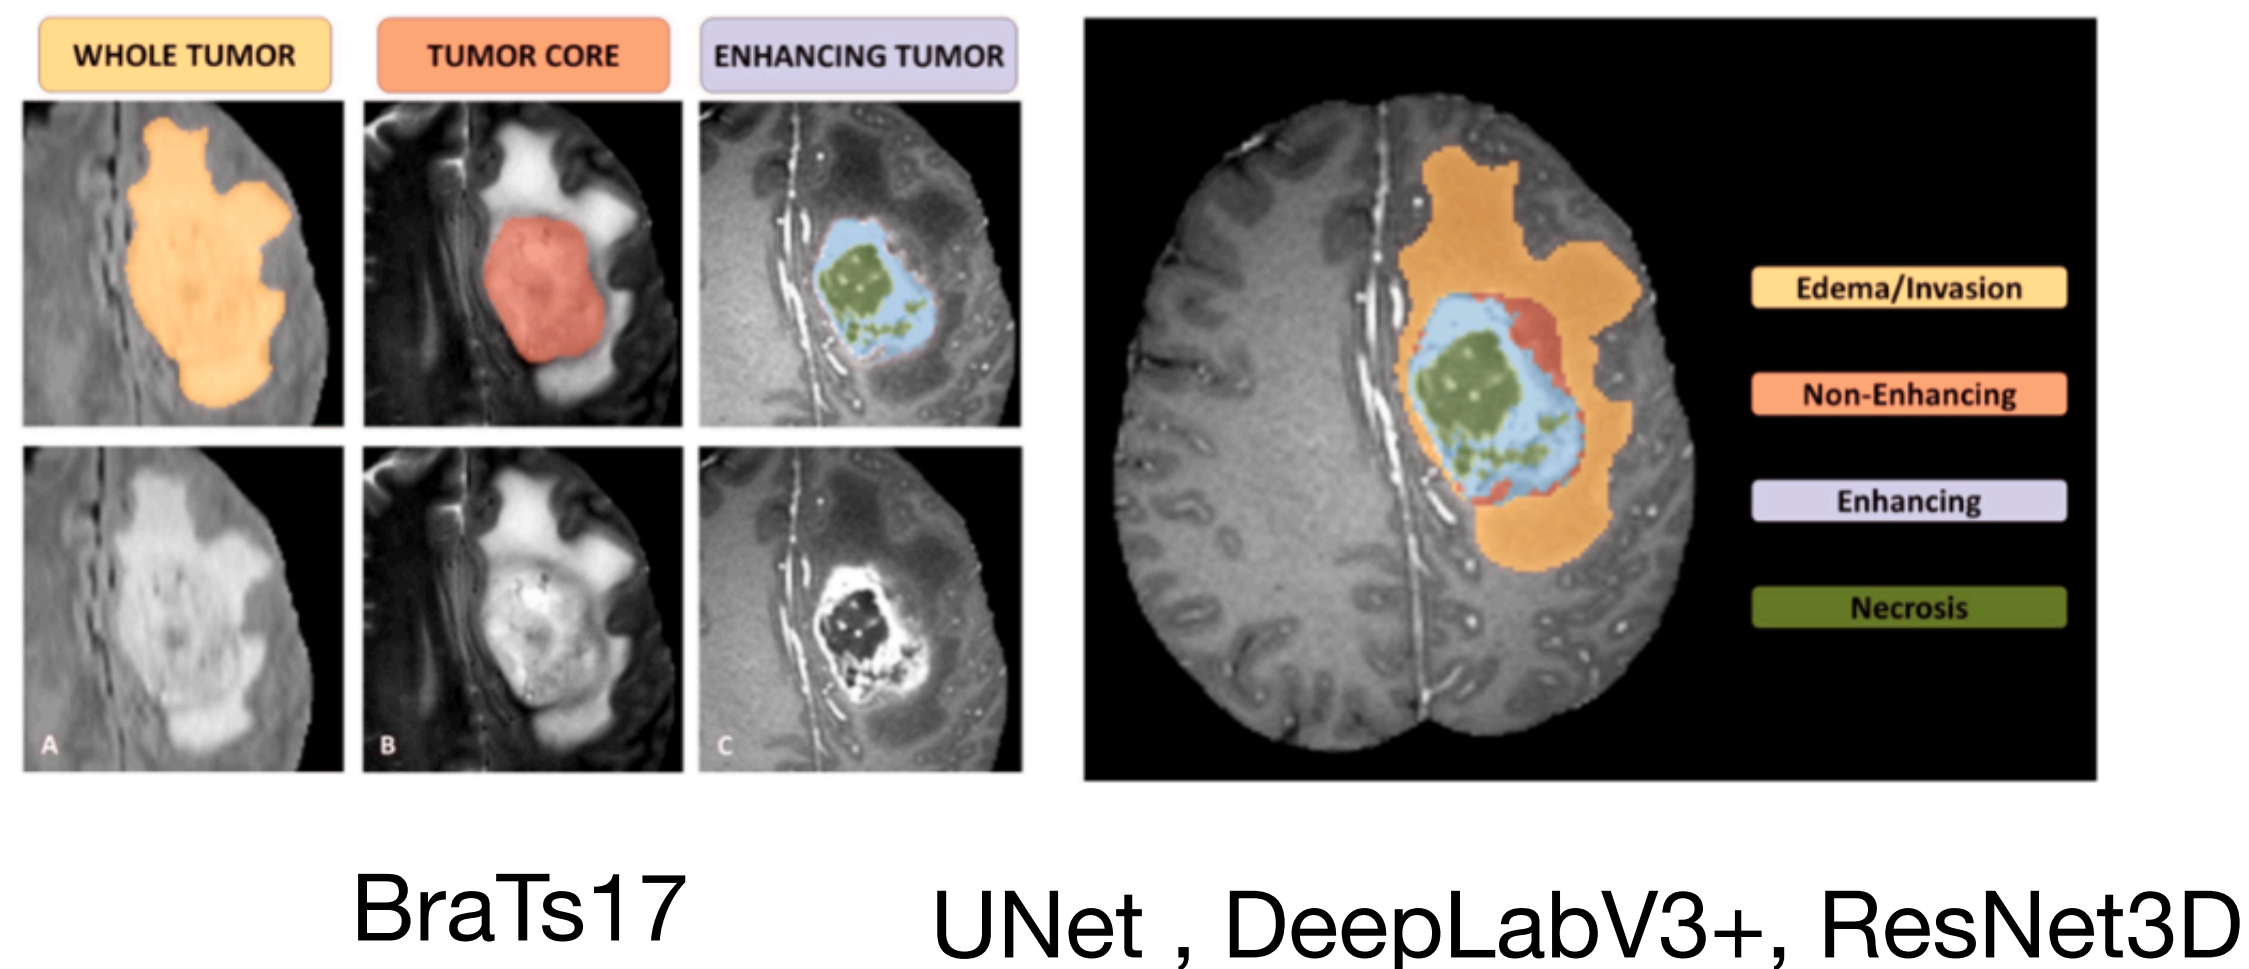 WHOLE TUMOR
TUMOR CORE
ENHANCING TUMOR
A
B
C
Edema/Invasion
Non-Enhancing
Enhancing
Necrosis
BraTs17
UNet , DeepLabV3+, ResNet3D